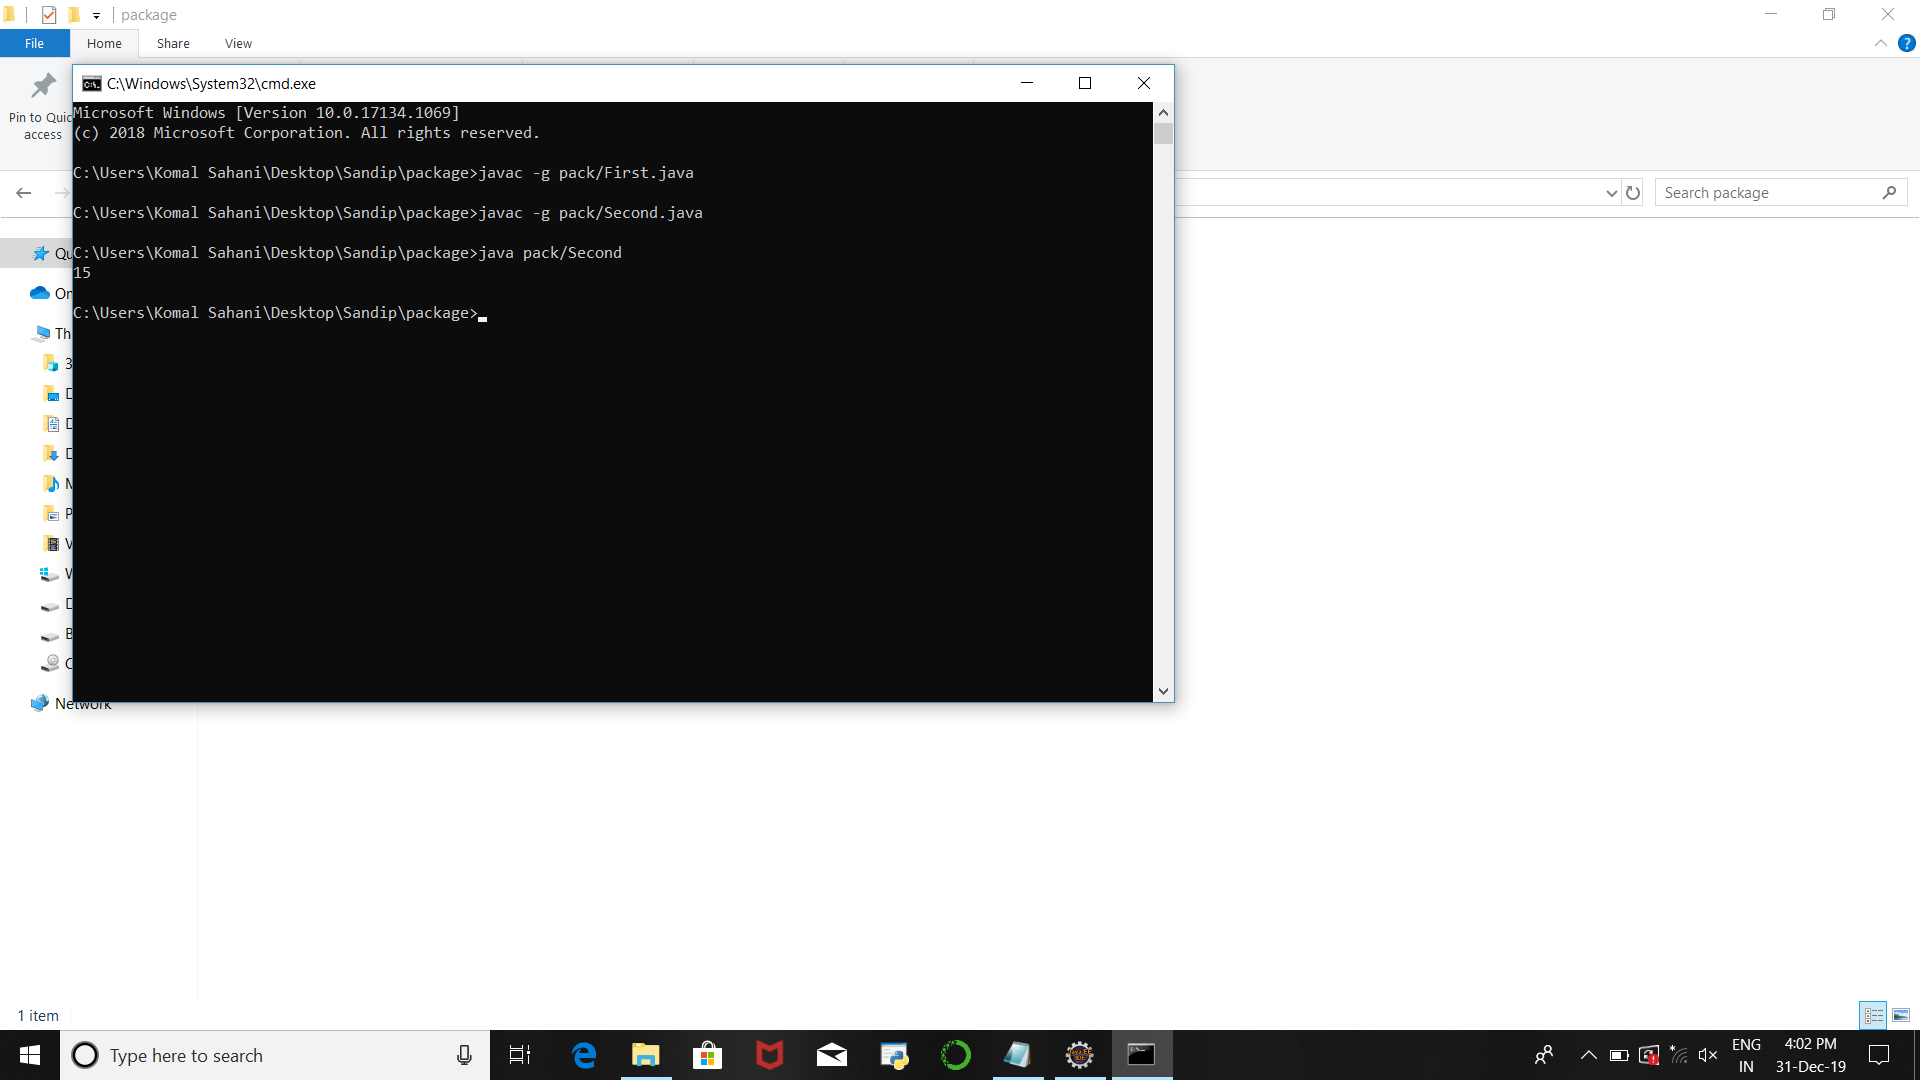 package
File
Home
Share
View
C:\Windows\System32\cmd.exe
Pin to Quic
access
Microsoft Windows [Version 10.0.17134.1069]
(c) 2018 Microsoft Corporation. All rights reserved.
C:\Users\Komal Sahani\Desktop\Sandip\package>javac -g pack/First.java
C:\Users\Komal Sahani\Desktop\Sandip\package>javac -g pack/Second.java
C:\Users\Komal Sahani\Desktop\Sandip\package>java pack/Second
15
C:\Users\Komal Sahani\Desktop\Sandip\package>
Search package
Qu
On
Th
3
D
D
D
M
P
V
W
D
B
C
Network
1 item
Type here to search
ENG
IN
4:02 PM
31-Dec-19